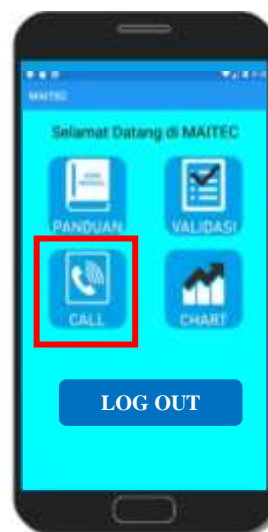 MAITEC
Selamat Datang di MAITEC
PANDUAN
VALIDASI
CALL
CHART
LOG OUT